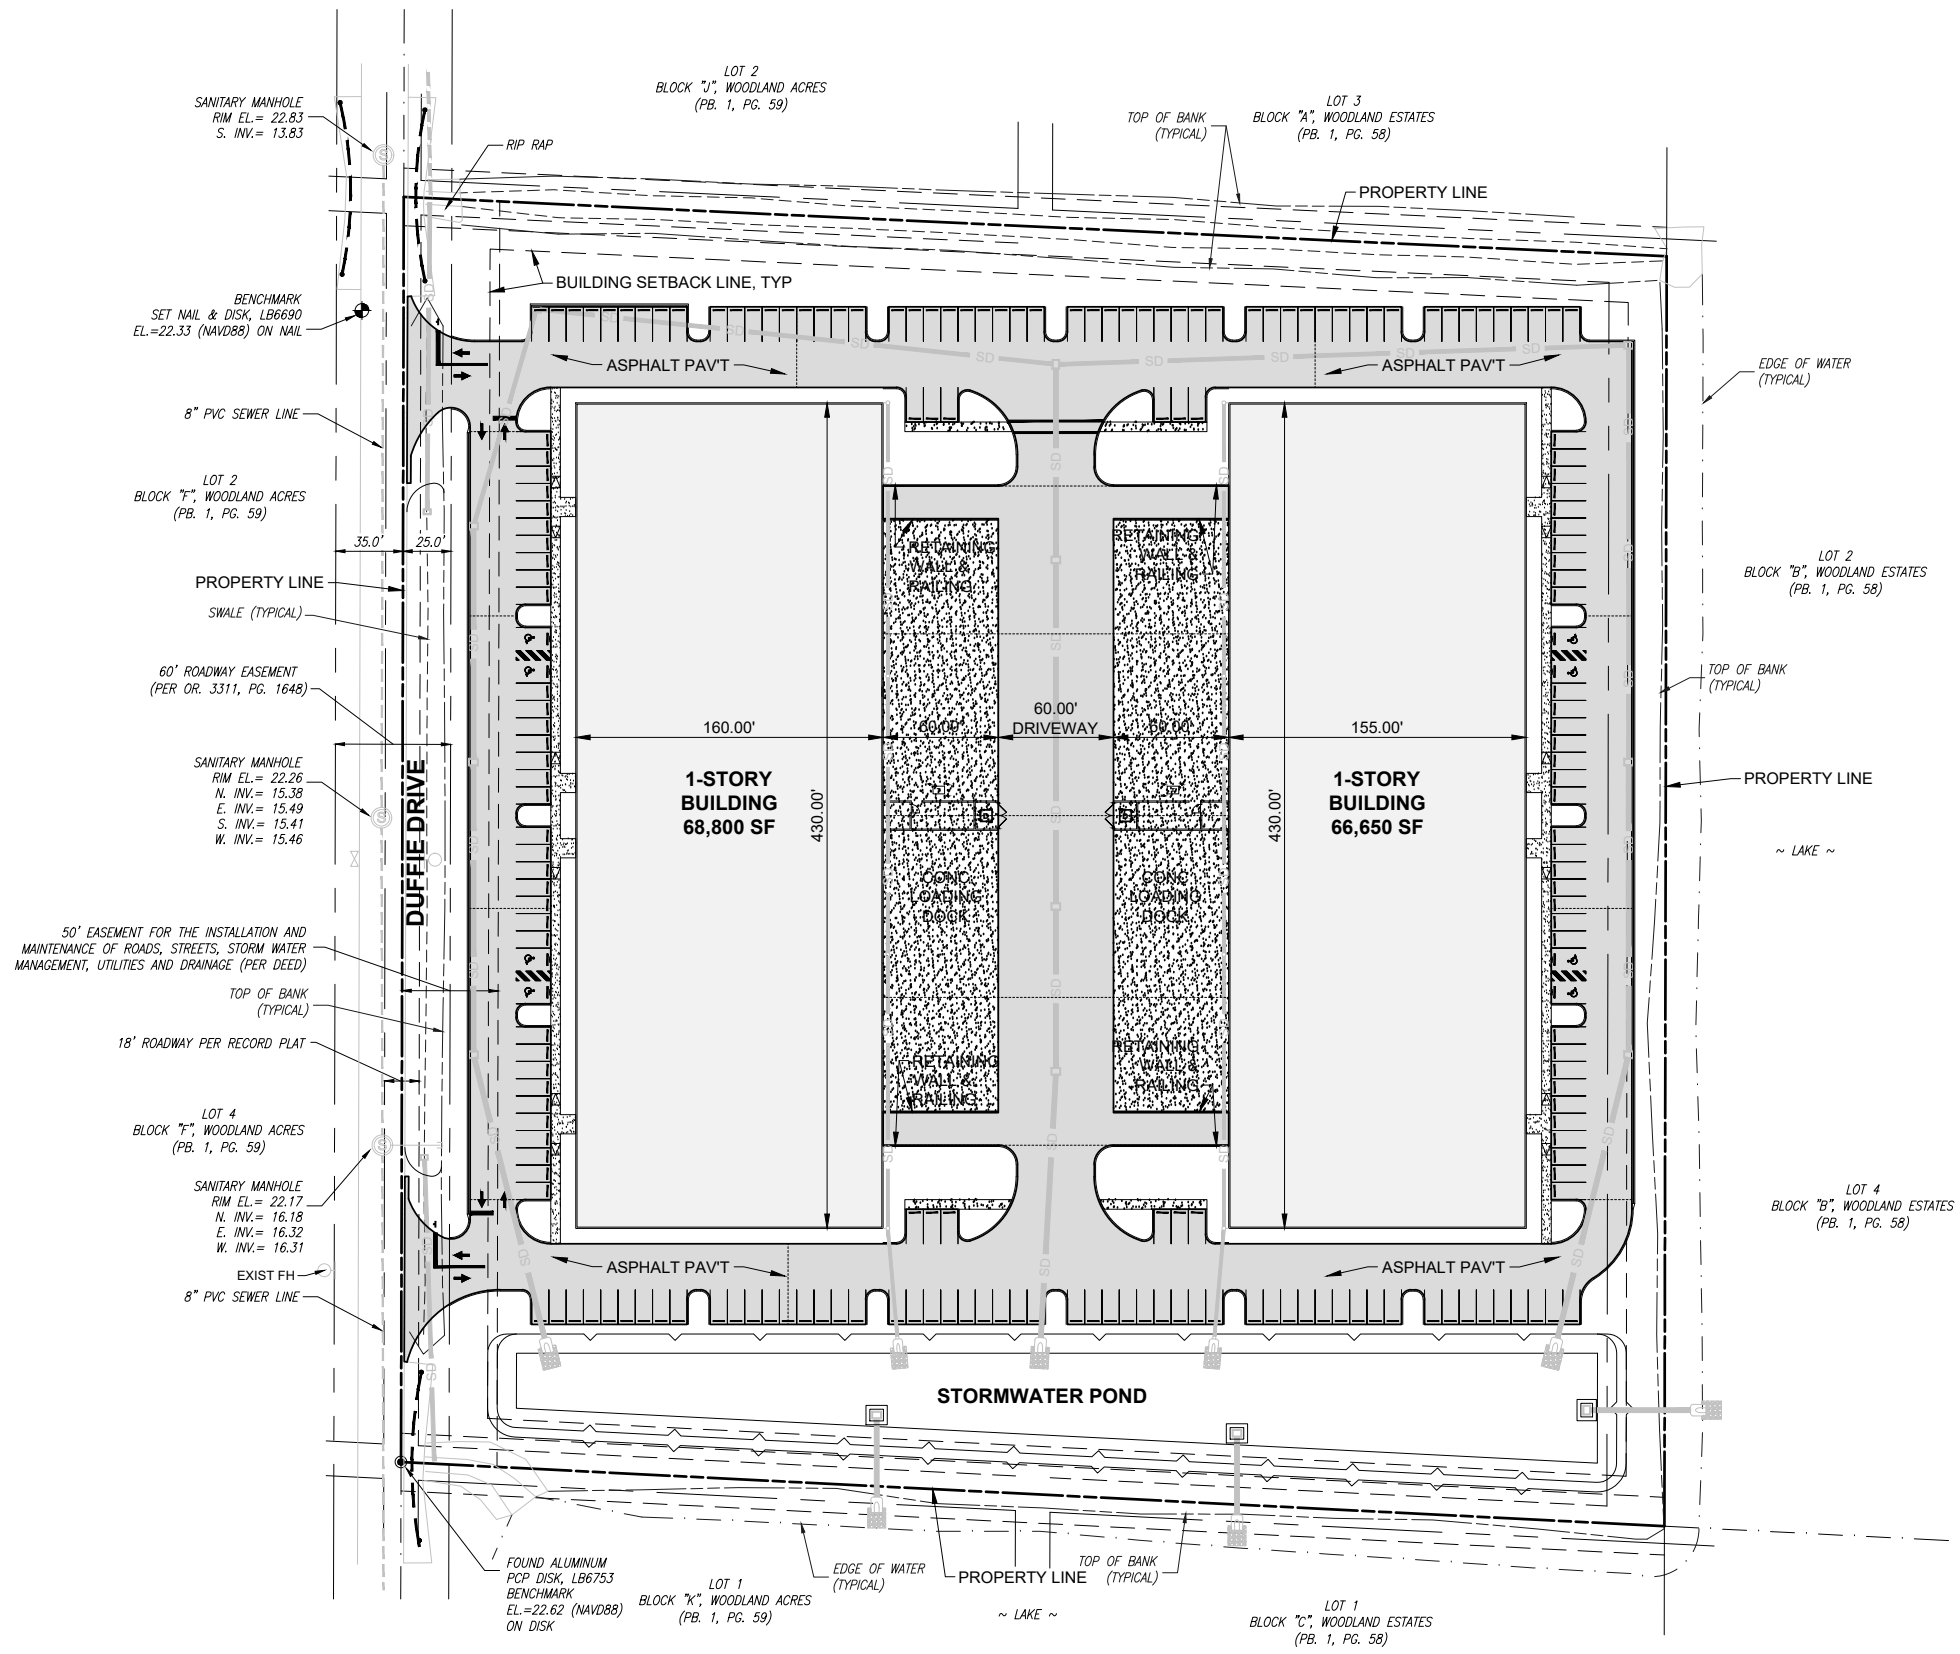 LOT 2
BLOCK "J", WOODLAND ACRES
(PB. 1, PG. 59)
LOT 3
BLOCK "A", WOODLAND ESTATES
(PB. 1, PG. 58)
TOP OF BANK
(TYPICAL)
SANITARY MANHOLE
RIM EL.= 22.83
S. INV.= 13.83
RIP RAP
PROPERTY LINE
BUILDING SETBACK LINE, TYP
BENCHMARK
SET NAIL & DISK, LB6690
EL.=22.33 (NAVD88) ON NAIL
SD
SD
SD
SD
SD
SD
SD
SD
ASPHALT PAV'T
ASPHALT PAV'T
EDGE OF WATER
(TYPICAL)
8" PVC SEWER LINE
LOT 2
BLOCK "F", WOODLAND ACRES
(PB. 1, PG. 59)
35.0'
25.0'
RETAINING
WALL &
RAILING
RETAINING
WALL &
RAILING
LOT 2
BLOCK "B", WOODLAND ESTATES
(PB. 1, PG. 58)
PROPERTY LINE
SWALE (TYPICAL)
60' ROADWAY EASEMENT
(PER OR. 3311, PG. 1648)
TOP OF BANK
(TYPICAL)
160.00'
60.00'
60.00'
DRIVEWAY
60.00'
155.00'
SANITARY MANHOLE
RIM EL.= 22.26
N. INV.= 15.38
E. INV.= 15.49
S. INV.= 15.41
W. INV.= 15.46
DUFFIE DRIVE
1-STORY
BUILDING
68,800 SF
430.00'
1-STORY
BUILDING
66,650 SF
430.00'
PROPERTY LINE
~ LAKE ~
CONC
LOADING
DOCK
CONC
LOADING
DOCK
50' EASEMENT FOR THE INSTALLATION AND
MAINTENANCE OF ROADS, STREETS, STORM WATER
MANAGEMENT, UTILITIES AND DRAINAGE (PER DEED)
TOP OF BANK
(TYPICAL)
18' ROADWAY PER RECORD PLAT
RETAINING
WALL &
RAILING
RETAINING
WALL &
RAILING
LOT 4
BLOCK "F", WOODLAND ACRES
(PB. 1, PG. 59)
SANITARY MANHOLE
RIM EL.= 22.17
N. INV.= 16.18
E. INV.= 16.32
W. INV.= 16.31
LOT 4
BLOCK "B", WOODLAND ESTATES
(PB. 1, PG. 58)
EXIST FH
8" PVC SEWER LINE
ASPHALT PAV'T
ASPHALT PAV'T
STORMWATER POND
FOUND ALUMINUM
PCP DISK, LB6753
BENCHMARK
EL.=22.62 (NAVD88)
ON DISK
LOT 1
BLOCK "K", WOODLAND ACRES
(PB. 1, PG. 59)
EDGE OF WATER
(TYPICAL)
PROPERTY LINE
TOP OF BANK
(TYPICAL)
~ LAKE ~
LOT 1
BLOCK "C", WOODLAND ESTATES
(PB. 1, PG. 58)